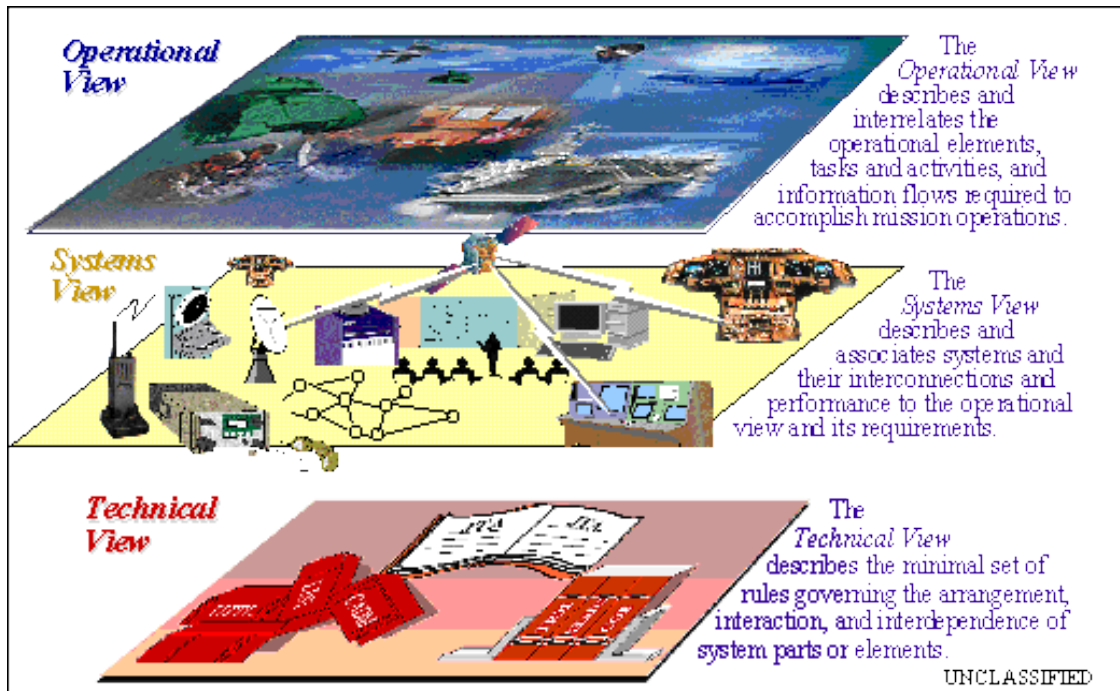 Operational
View
The
Operational View
describes and
interrelates the
operational elements,
tasks and activities, and
information flows required to
accomplish mission operations.
Systems
View
The
Systems View
describes and
associates systems and
their interconnections and
performance to the operational
view and its requirements.
Technical
View
JTA
JTA
The
Technical View
describes the minimal set of
rules governing the arrangement,
interaction, and interdependence of
system parts or elements.
UNCLASSIFIED